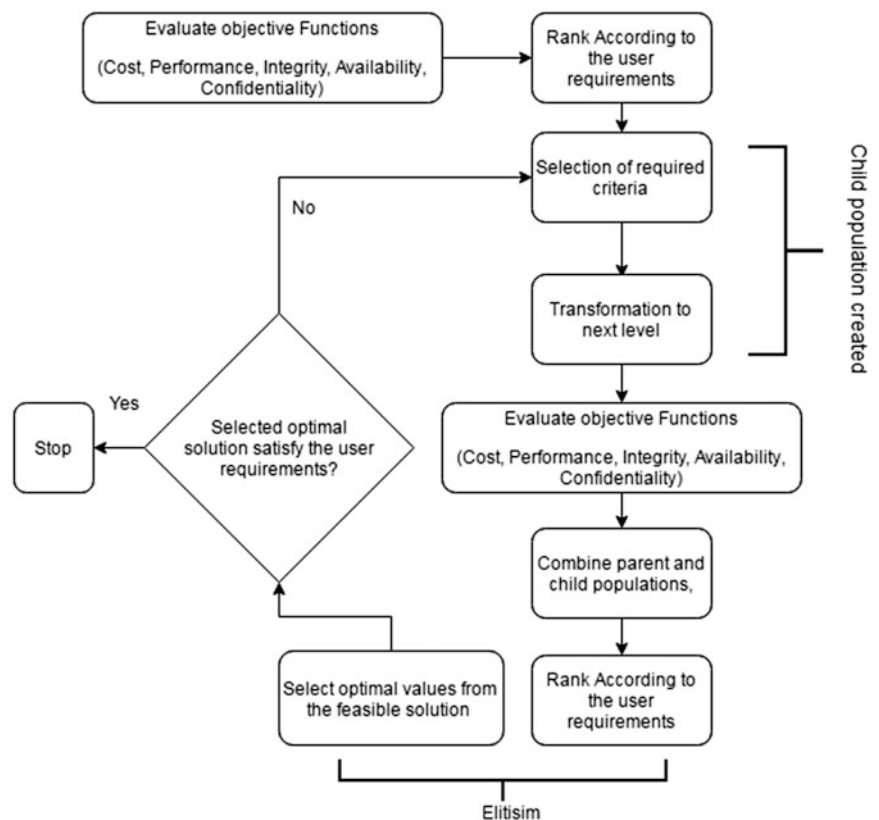 Evaluate objective Functions
(Cost, Performance, Integrity, Availability,
Confidentiality)
Rank According to
the user
requirements
Selection of required
criteria
Child population created
No
Transformation to
next level
Yes
Stop
Selected optimal
solution satisfy the user
requirements?
Evaluate objective Functions
(Cost, Performance, Integrity, Availability,
Confidentiality)
Combine parent and
child populations,
Select optimal values from
the feasible solution
Rank According to
the user
requirements
Elitisim